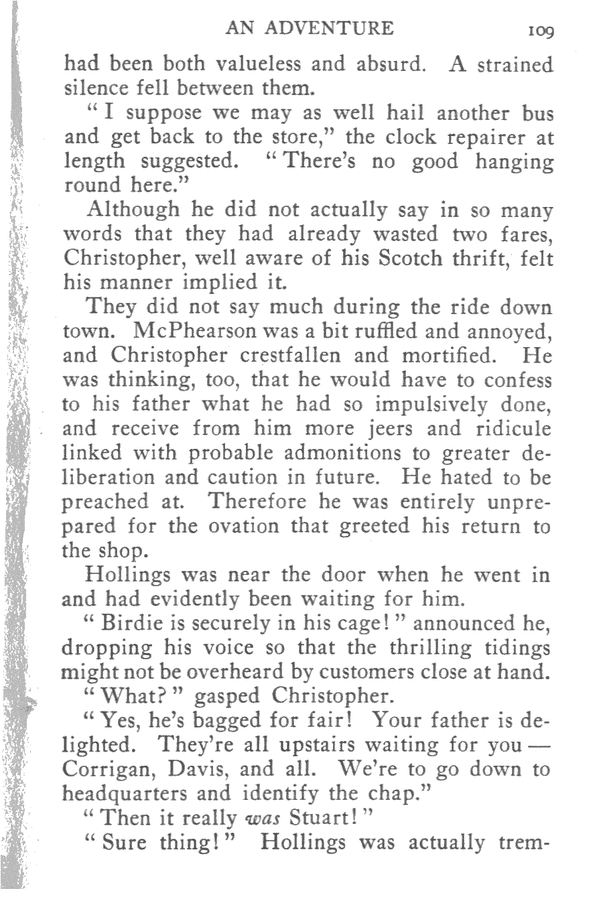 AN ADVENTURE 109
had been both valueless and absurd. A strained
silence fell between them.
“ I suppose we may as well hail another bus
and get back to the store,” the clock repairer at
length suggested. “ There’s no good hanging
round here.”
Although he did not actually say in so many
words that they had already wasted two fares,
Christopher, well aware of his Scotch thrift, felt
his manner implied it.
They did not say much during the ride down
town. McPhearson was a bit ruffled and annoyed,
and Christopher crestfallen and mortified. He
was thinking, too, that he would have to confess
to his father what he had so impulsively done,
and receive from him more jeers and ridicule
linked with probable admonitions to greater de-
liberation and caution in future. He hated to be
preached at. Therefore he was entirely unpre-
pared for the ovation that greeted his return to
the shop.
Hollings was near the door when he went in
and had evidently been waiting for him.
“ Birdie is securely in his cage! ” announced he,
dropping his voice so that the thrilling tidings
might not be overheard by customers close at hand.
“ What? ” gasped Christopher.
“ Yes, he’s bagged for fair! Your father is de-
lighted. They’re all upstairs waiting for you —
Corrigan, Davis, and all. We’re to go down to
headquarters and identify the chap.”
“ Then it really was Stuart! ”
“ Sure thing! ” Hollings was actually trem-